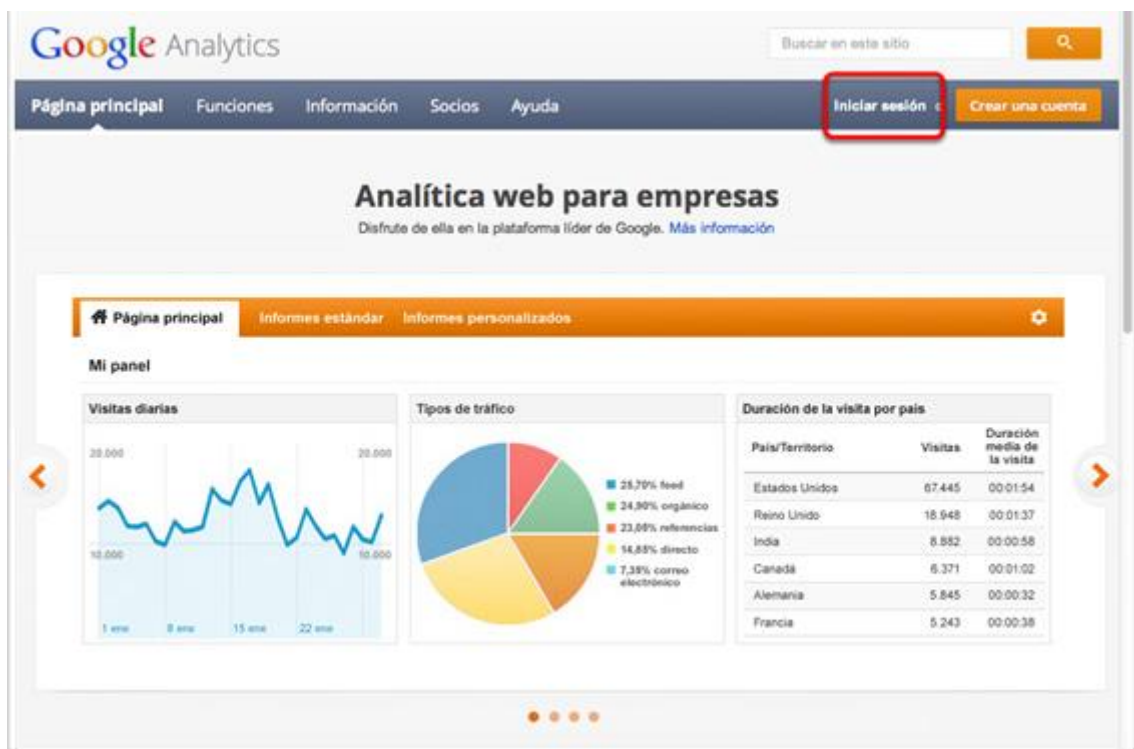 Google Analytics
Buscar en este sitio
Página principal Funciones Información Socios Ayuda Iniciar sesión o Crear una cuenta
Analítica web para empresas
Disfrute de ella en la plataforma líder de Google. Más información
Página principal Informes estándar Informes personalizados
Mi panel
Visitas diarias
20.000 20.000
10.000 10.000
1 ene 8 ene 15 ene 22 ene
Tipos de tráfico
25,70% feed
24,90% orgánico
23,09% referencias
14,85% directo
7,39% correo
electrónico
Duración de la visita por país
País/Territorio Visitas Duración
media de
la visita
Estados Unidos 67.445 00:01:54
Reino Unido 18.948 00:01:37
India 8.882 00:00:58
Canadá 6.371 00:01:02
Alemania 5.845 00:00:32
Francia 5.243 00:00:38